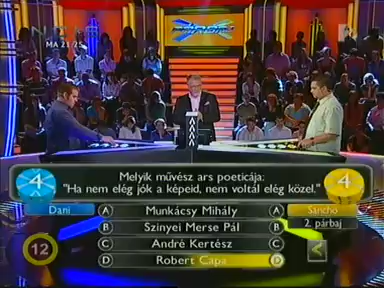 MA 21:25
4
Melyik művész ars poeticája:
"Ha nem elég jók a képeid, nem voltál elég közel."
4
Dani
A Munkácsy Mihály A
Sancho
B Szinyei Merse Pál B
2. párbaj
C André Kertész
D Robert Capa D
12